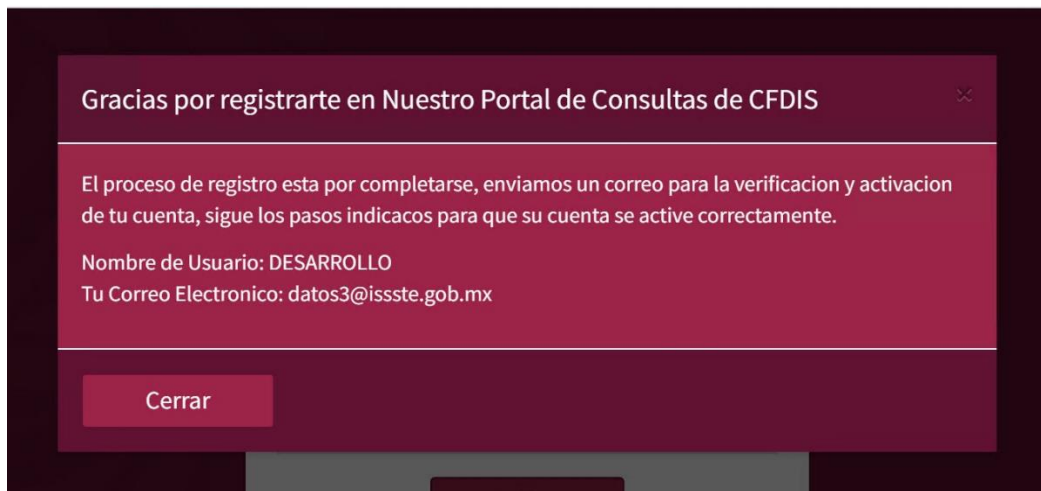 Gracias por registrarte en Nuestro Portal de Consultas de CFDIS
El proceso de registro esta por completarse, enviamos un correo para la verificacion y activacion
de tu cuenta, sigue los pasos indicacos para que su cuenta se active correctamente.
Nombre de Usuario: DESARROLLO
Tu Correo Electronico: datos3@issste.gob.mx
Cerrar